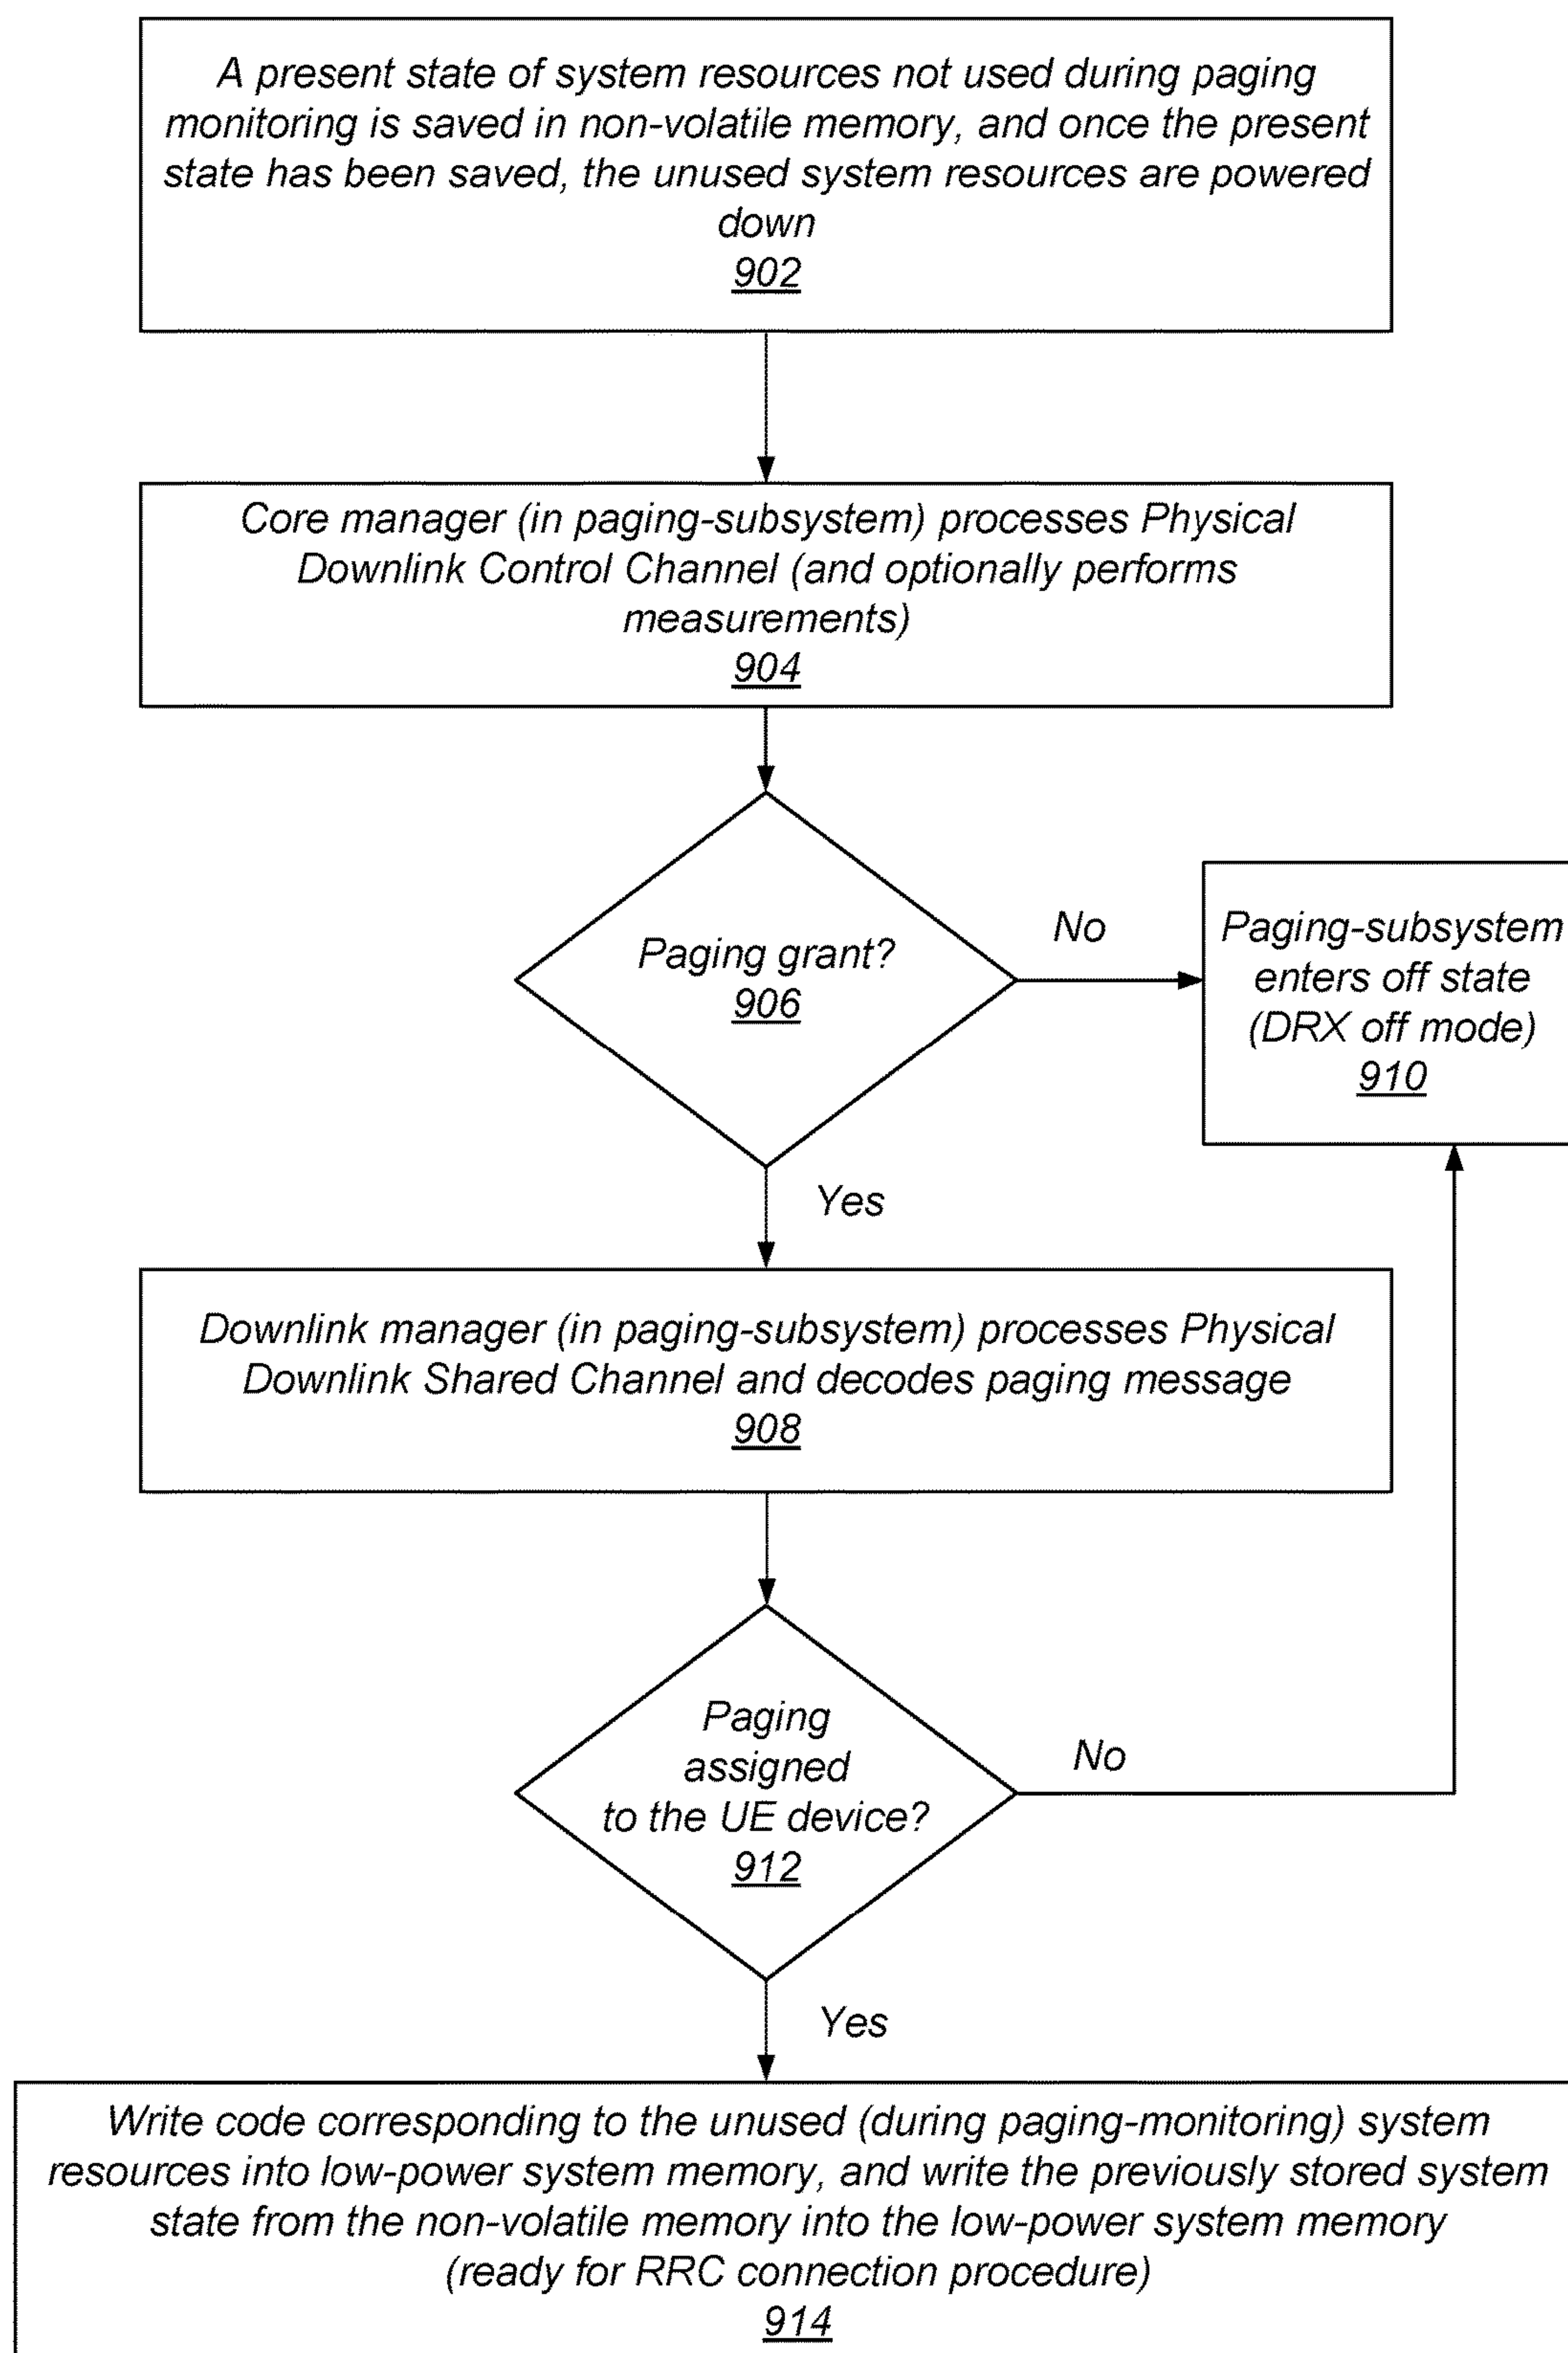 A present state of system resources not used during paging
monitoring is saved in non-volatile memory, and once the present
state has been saved, the unused system resources are powered
down
902
Core manager (in paging-subsystem) processes Physical
Downlink Control Channel (and optionally performs
measurements)
904
Paging grant?
906
No
Paging-subsystem
enters off state
(DRX off mode)
910
Yes
Downlink manager (in paging-subsystem) processes Physical
Downlink Shared Channel and decodes paging message
908
Paging
assigned
to the UE device?
912
No
Yes
Write code corresponding to the unused (during paging-monitoring) system
resources into low-power system memory, and write the previously stored system
state from the non-volatile memory into the low-power system memory
(ready for RRC connection procedure)
914